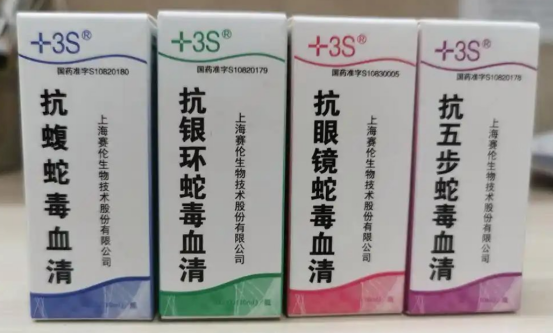 +3S®
国药准字S10820180
抗蝮蛇毒血清
上海赛伦生物技术股份有限公司
+3S®
国药准字S10820179
抗银环蛇毒血清
上海赛伦生物技术股份有限公司
+3S®
国药准字S10830005
抗眼镜蛇毒血清
上海赛伦生物技术股份有限公司
+3S®
国药准字S10820178
抗五步蛇毒血清
上海赛伦生物技术股份有限公司